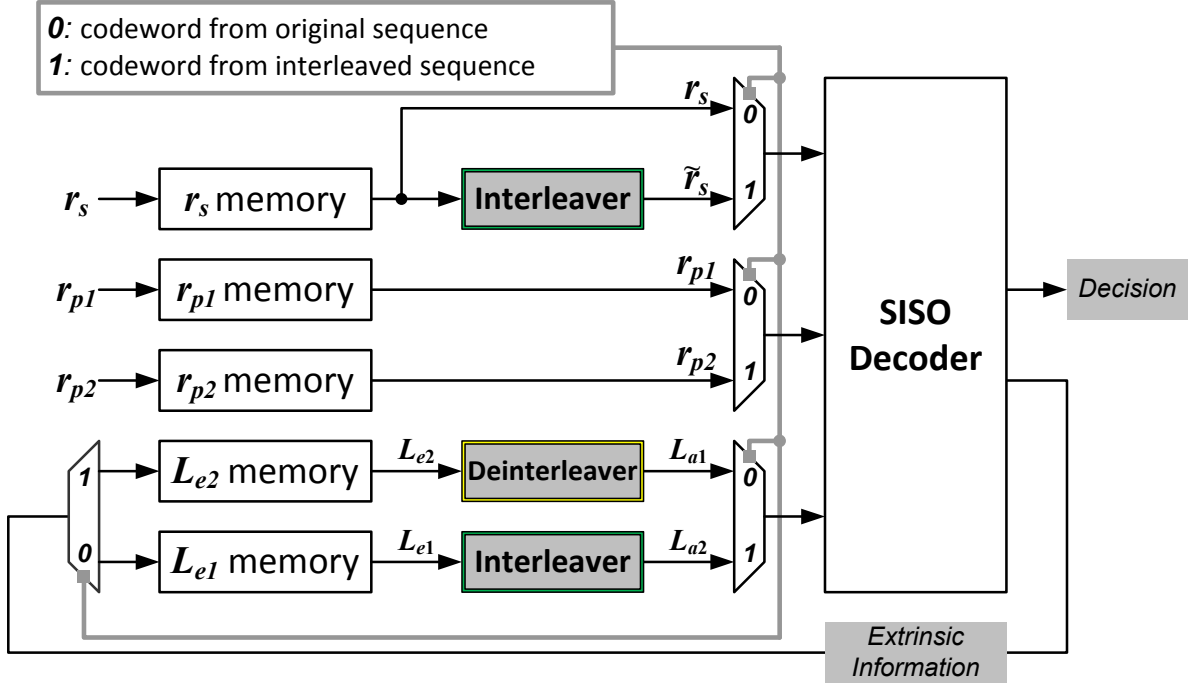 0: codeword from original sequence
1: codeword from interleaved sequence
r_s
0
r_s
r_s memory
Interleaver
r̃_s
1
SISO
Decoder
r_p1
r_p1 memory
r_p1
0
Decision
r_p2
r_p2 memory
r_p2
1
1
L_e2 memory
L_e2
Deinterleaver
L_a1
0
0
L_e1 memory
L_e1
Interleaver
L_a2
1
Extrinsic
Information